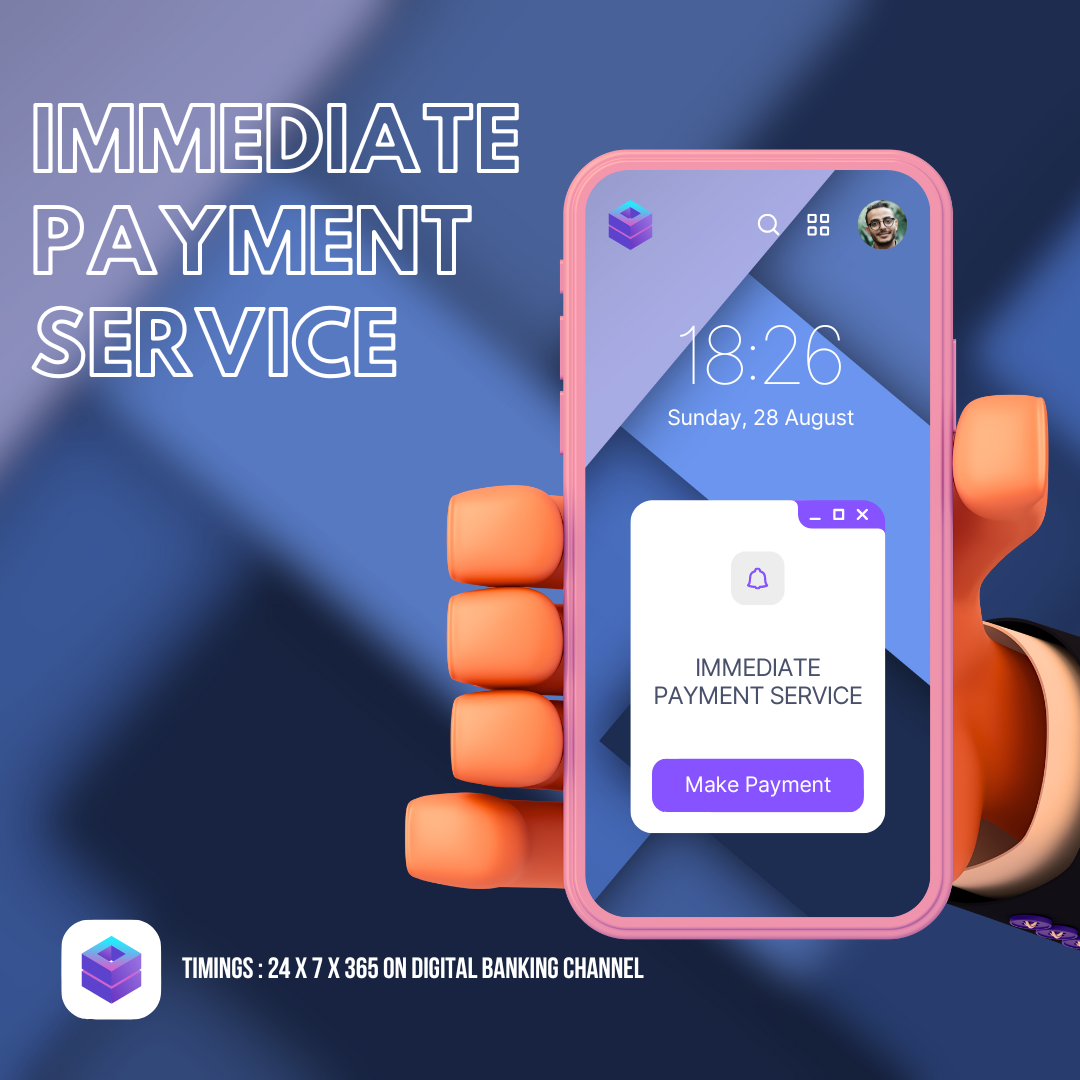 IMMEDIATE
PAYMENT
SERVICE
18:26
Sunday, 28 August
IMMEDIATE
PAYMENT SERVICE
Make Payment
TIMINGS : 24 X 7 X 365 ON DIGITAL BANKING CHANNEL